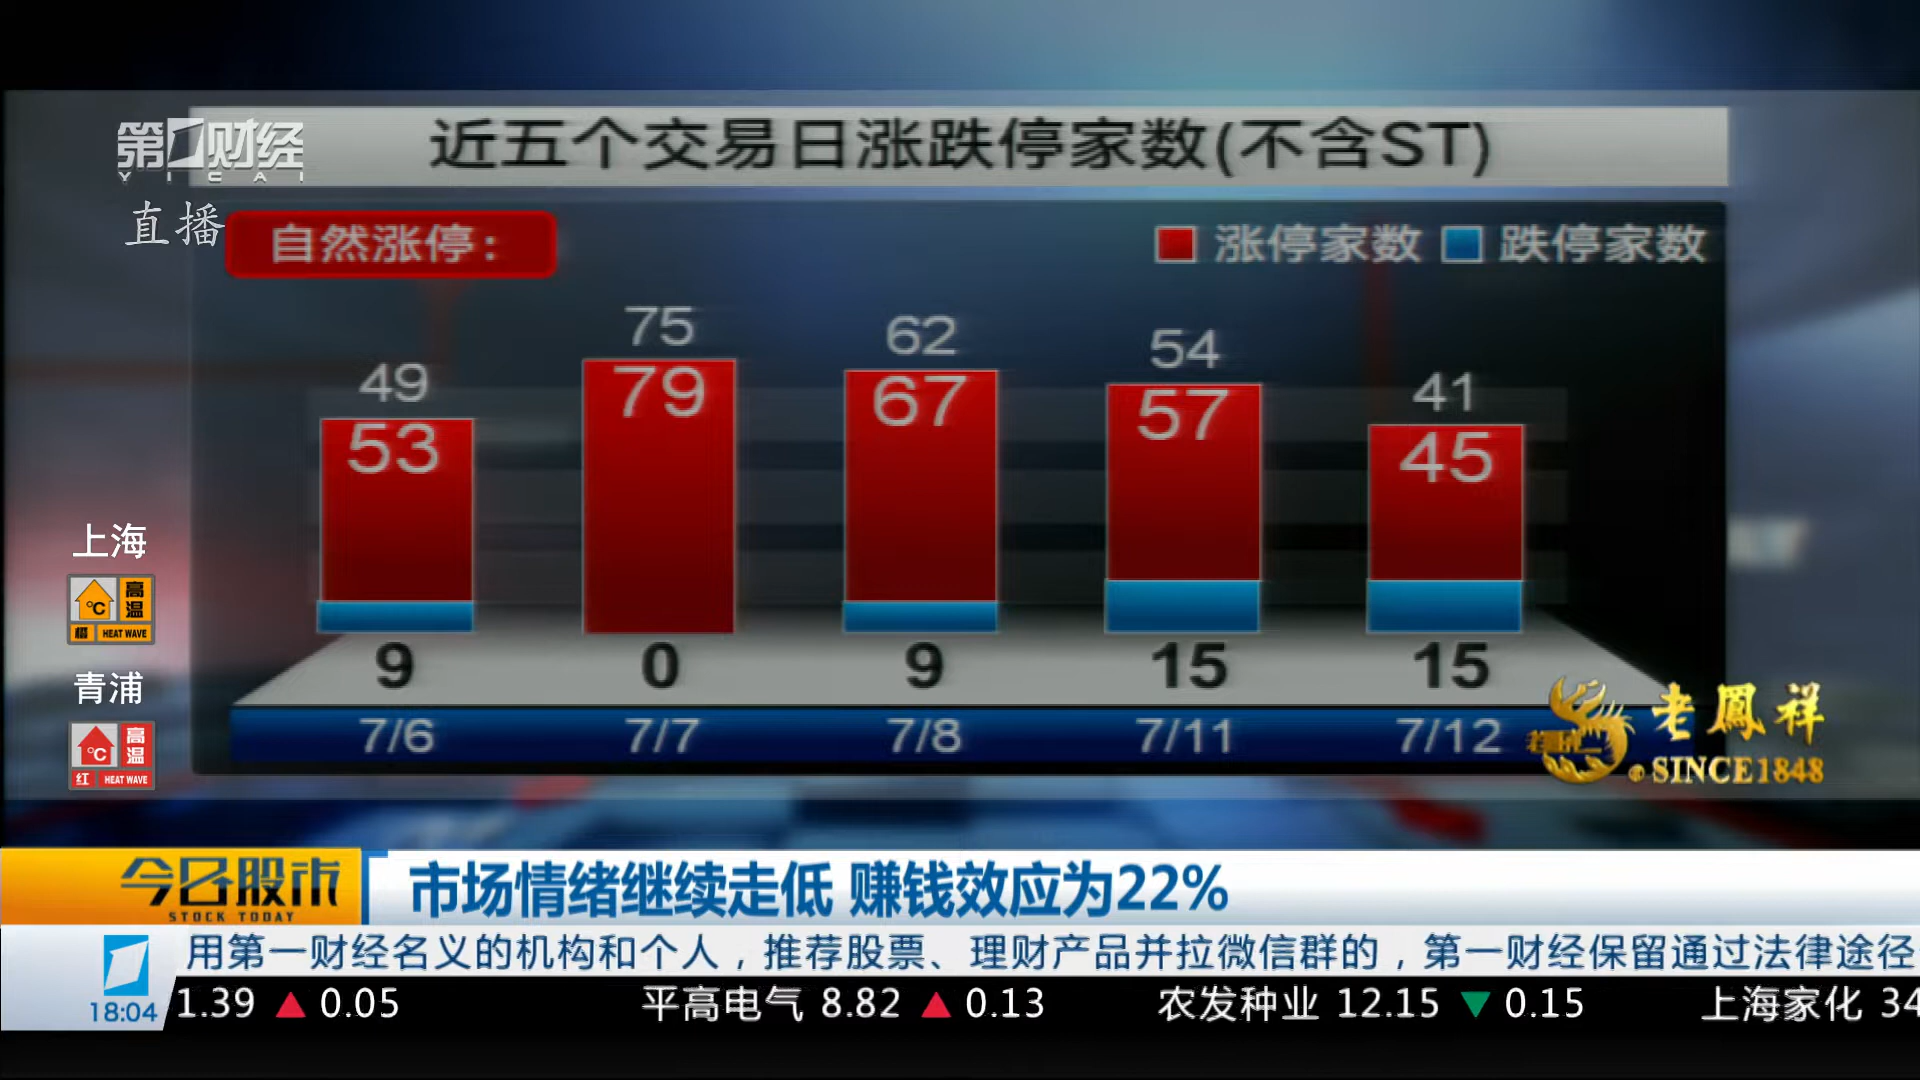 第一财经
YICAI
直播
近五个交易日涨跌停家数(不含ST)
自然涨停：
涨停家数 跌停家数
49 75 62 54 41
53 79 67 57 45
9 0 9 15 15
7/6 7/7 7/8 7/11 7/12
上海
℃ 高温
橙 HEAT WAVE
青浦
℃ 高温
红 HEAT WAVE
老鳳祥
SINCE1848
今日股市
STOCK TODAY
市场情绪继续走低 赚钱效应为22%
用第一财经名义的机构和个人，推荐股票、理财产品并拉微信群的，第一财经保留通过法律途径
18:04
1.39 ▲ 0.05 平高电气 8.82 ▲ 0.13 农发种业 12.15 ▼ 0.15 上海家化 34